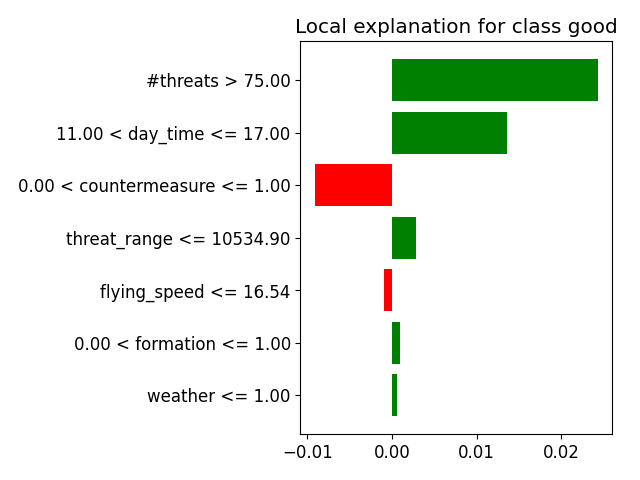 Local explanation for class good
#threats > 75.00
11.00 < day_time <= 17.00
0.00 < countermeasure <= 1.00
threat_range <= 10534.90
flying_speed <= 16.54
0.00 < formation <= 1.00
weather <= 1.00
−0.01 0.00 0.01 0.02